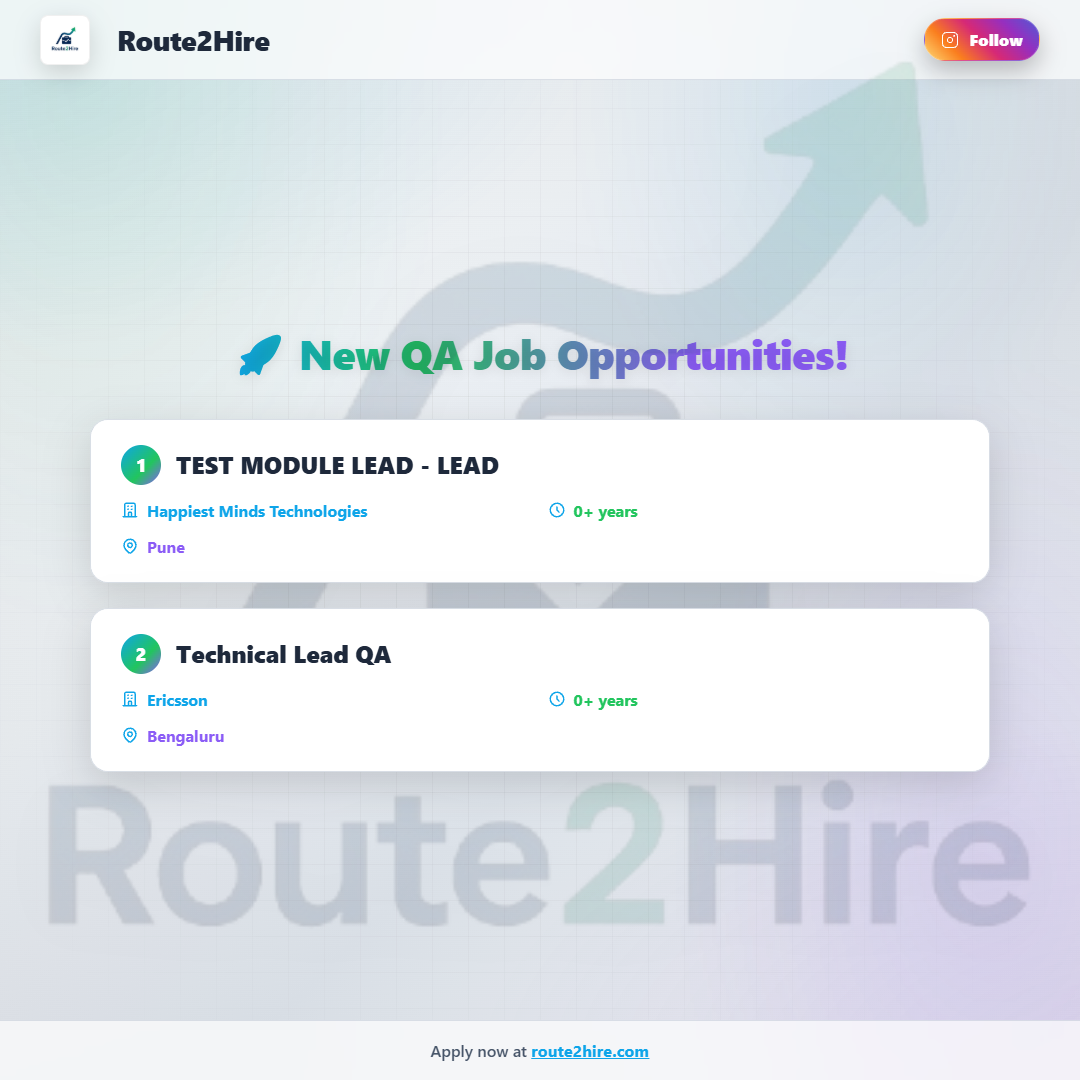 Route2Hire
Route2Hire
Follow
New QA Job Opportunities!
1 TEST MODULE LEAD - LEAD
Happiest Minds Technologies 0+ years
Pune
2 Technical Lead QA
Ericsson 0+ years
Bengaluru
Route2Hire
Apply now at route2hire.com